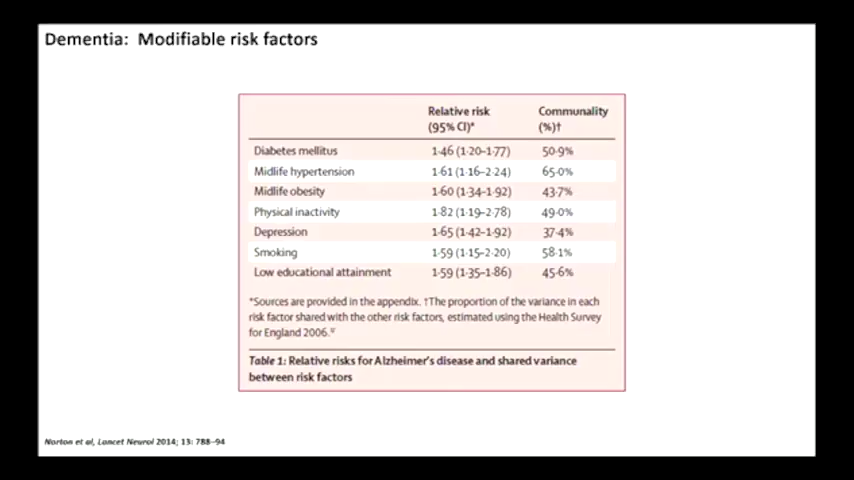 Dementia:  Modifiable risk factors
Relative risk
(95% CI)*
Communality
(%)†
Diabetes mellitus 1·46 (1·20–1·77) 50·9%
Midlife hypertension 1·61 (1·16–2·24) 65·0%
Midlife obesity 1·60 (1·34–1·92) 43·7%
Physical inactivity 1·82 (1·19–2·78) 49·0%
Depression 1·65 (1·42–1·92) 37·4%
Smoking 1·59 (1·15–2·20) 58·1%
Low educational attainment 1·59 (1·35–1·86) 45·6%
*Sources are provided in the appendix. †The proportion of the variance in each
risk factor shared with the other risk factors, estimated using the Health Survey
for England 2006.
Table 1: Relative risks for Alzheimer's disease and shared variance
between risk factors
Norton et al, Lancet Neurol 2014; 13: 788–94